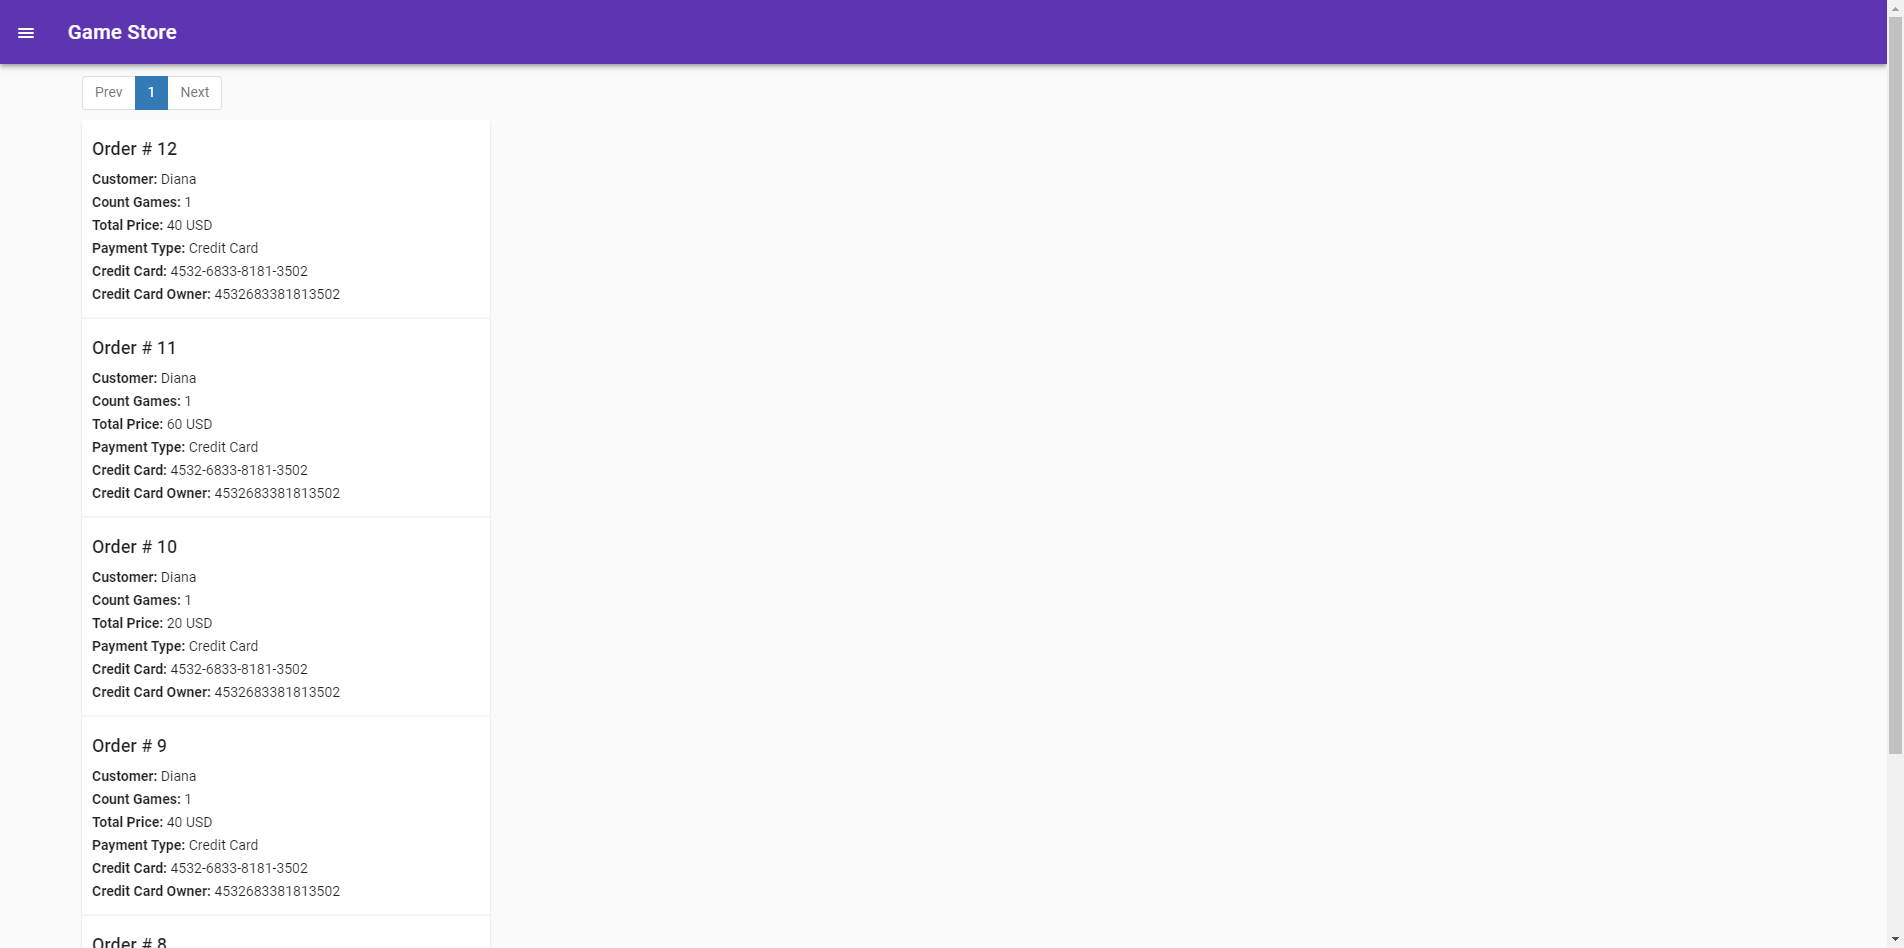 Game Store
Prev 1 Next
Order # 12
Customer: Diana
Count Games: 1
Total Price: 40 USD
Payment Type: Credit Card
Credit Card: 4532-6833-8181-3502
Credit Card Owner: 4532683381813502
Order # 11
Customer: Diana
Count Games: 1
Total Price: 60 USD
Payment Type: Credit Card
Credit Card: 4532-6833-8181-3502
Credit Card Owner: 4532683381813502
Order # 10
Customer: Diana
Count Games: 1
Total Price: 20 USD
Payment Type: Credit Card
Credit Card: 4532-6833-8181-3502
Credit Card Owner: 4532683381813502
Order # 9
Customer: Diana
Count Games: 1
Total Price: 40 USD
Payment Type: Credit Card
Credit Card: 4532-6833-8181-3502
Credit Card Owner: 4532683381813502
Order # 8